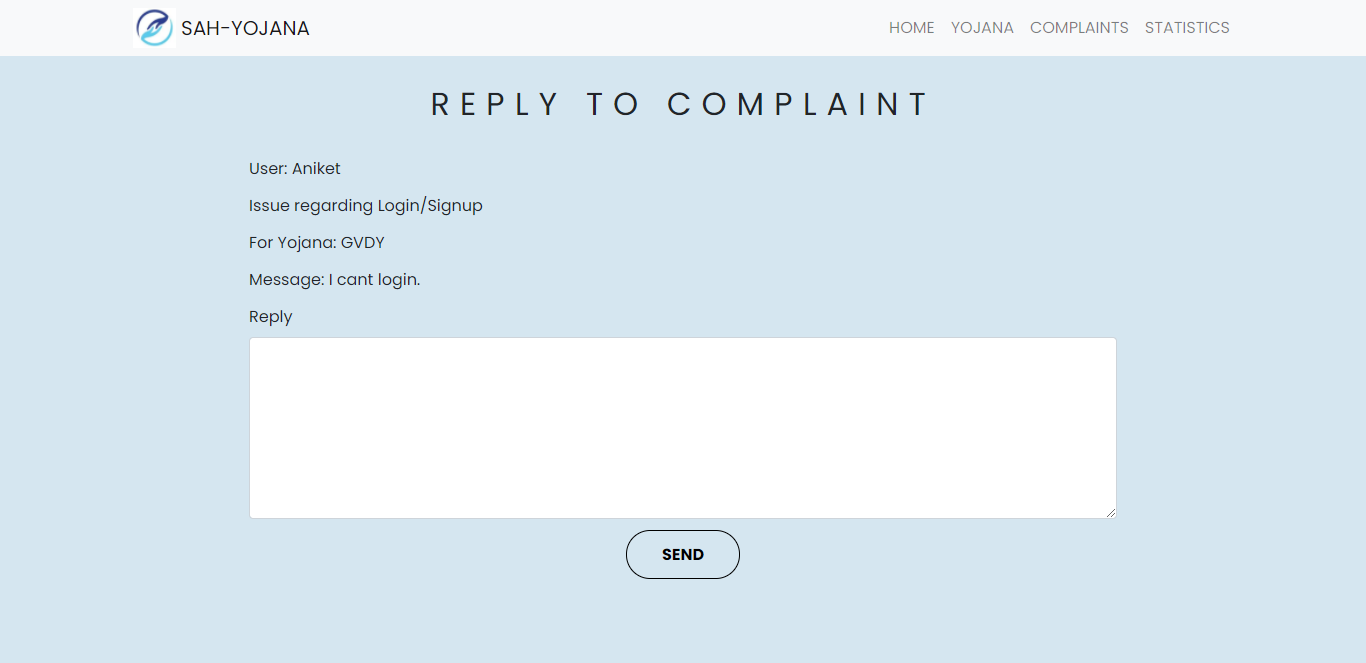 SAH-YOJANA
HOME YOJANA COMPLAINTS STATISTICS
REPLY TO COMPLAINT
User: Aniket
Issue regarding Login/Signup
For Yojana: GVDY
Message: I cant login.
Reply
SEND